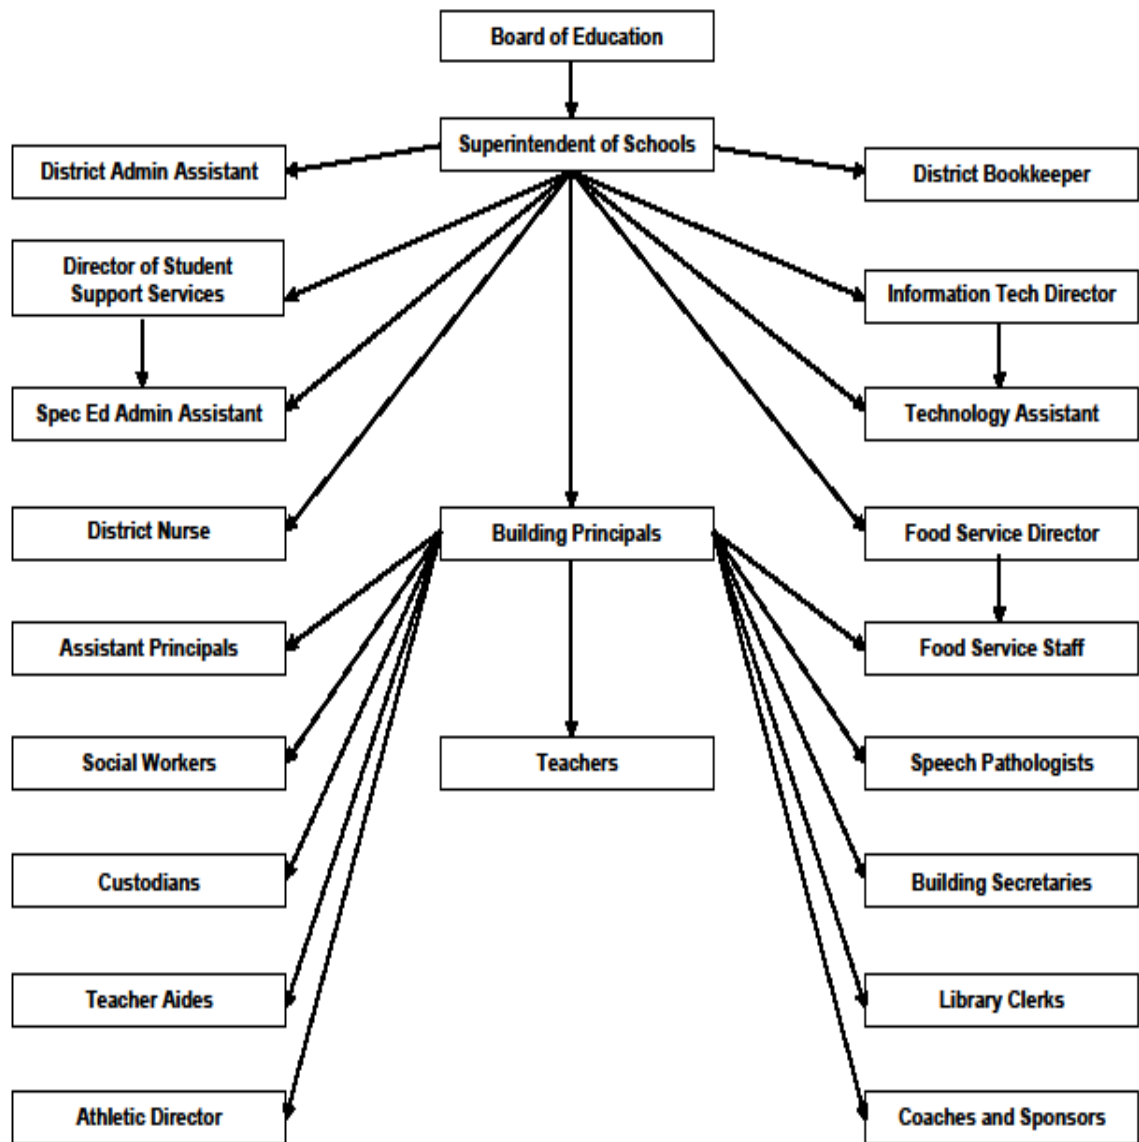 Board of Education
Superintendent of Schools
District Admin Assistant
District Bookkeeper
Director of Student
Support Services
Information Tech Director
Spec Ed Admin Assistant
Technology Assistant
District Nurse
Building Principals
Food Service Director
Assistant Principals
Food Service Staff
Social Workers
Teachers
Speech Pathologists
Custodians
Building Secretaries
Teacher Aides
Library Clerks
Athletic Director
Coaches and Sponsors